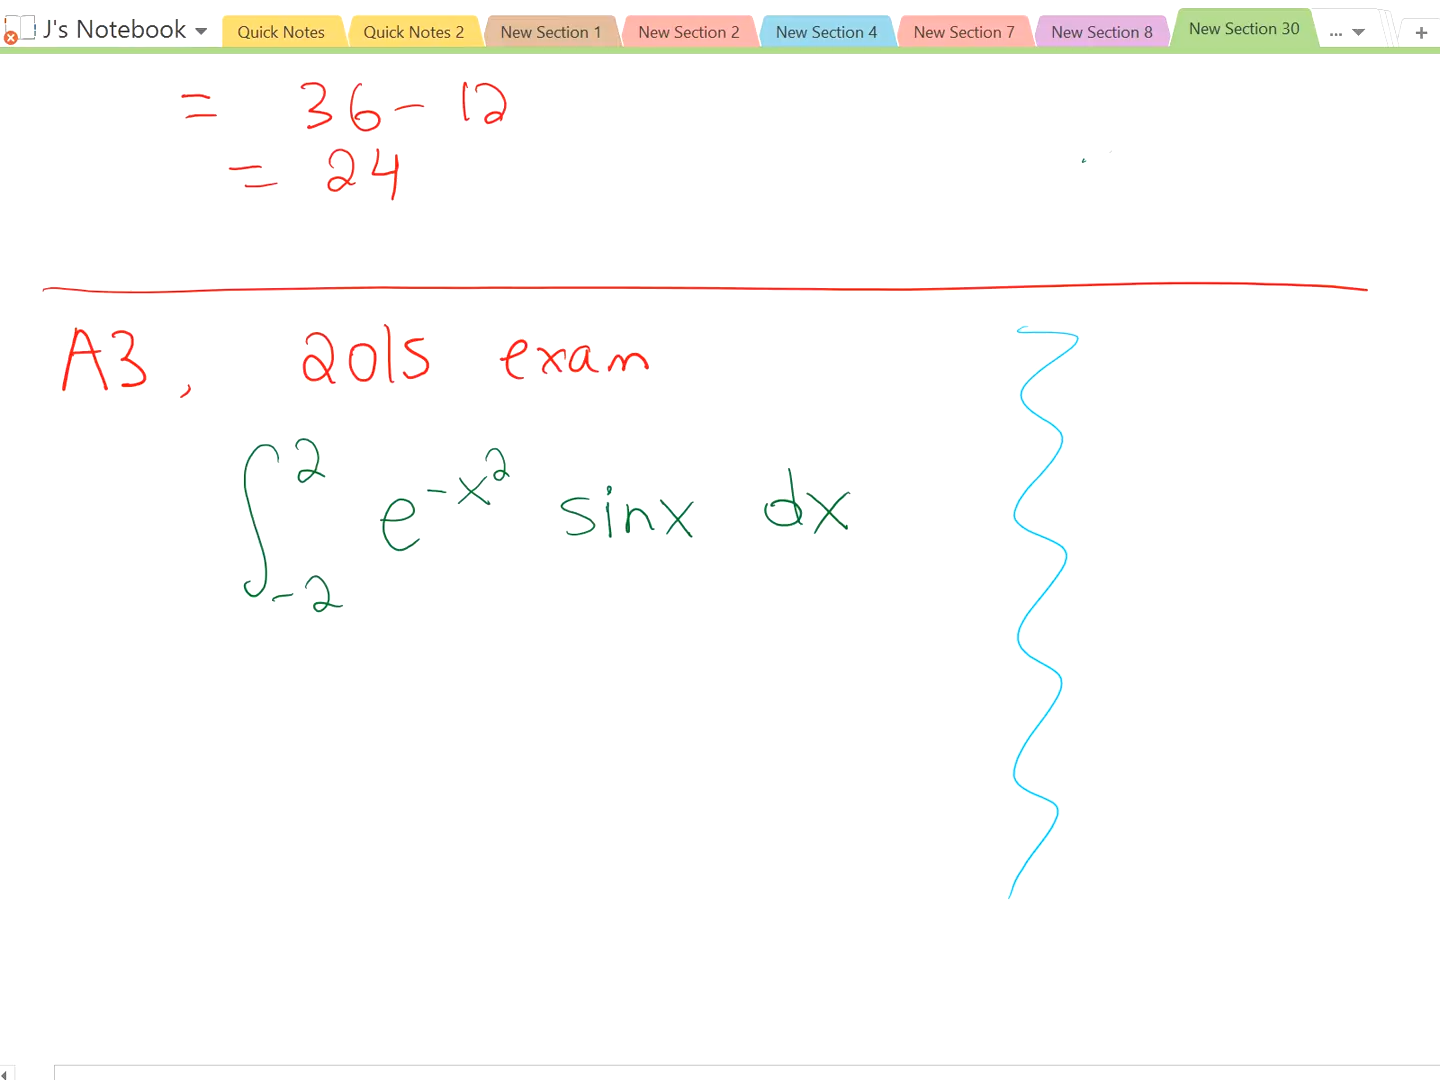 J's Notebook Quick Notes Quick Notes 2 New Section 1 New Section 2 New Section 4 New Section 7 New Section 8 New Section 30 ... +
= 36 - 12
= 24
A3, 2015 exam
∫_{-2}^{2} e^{-x^2} sinx dx